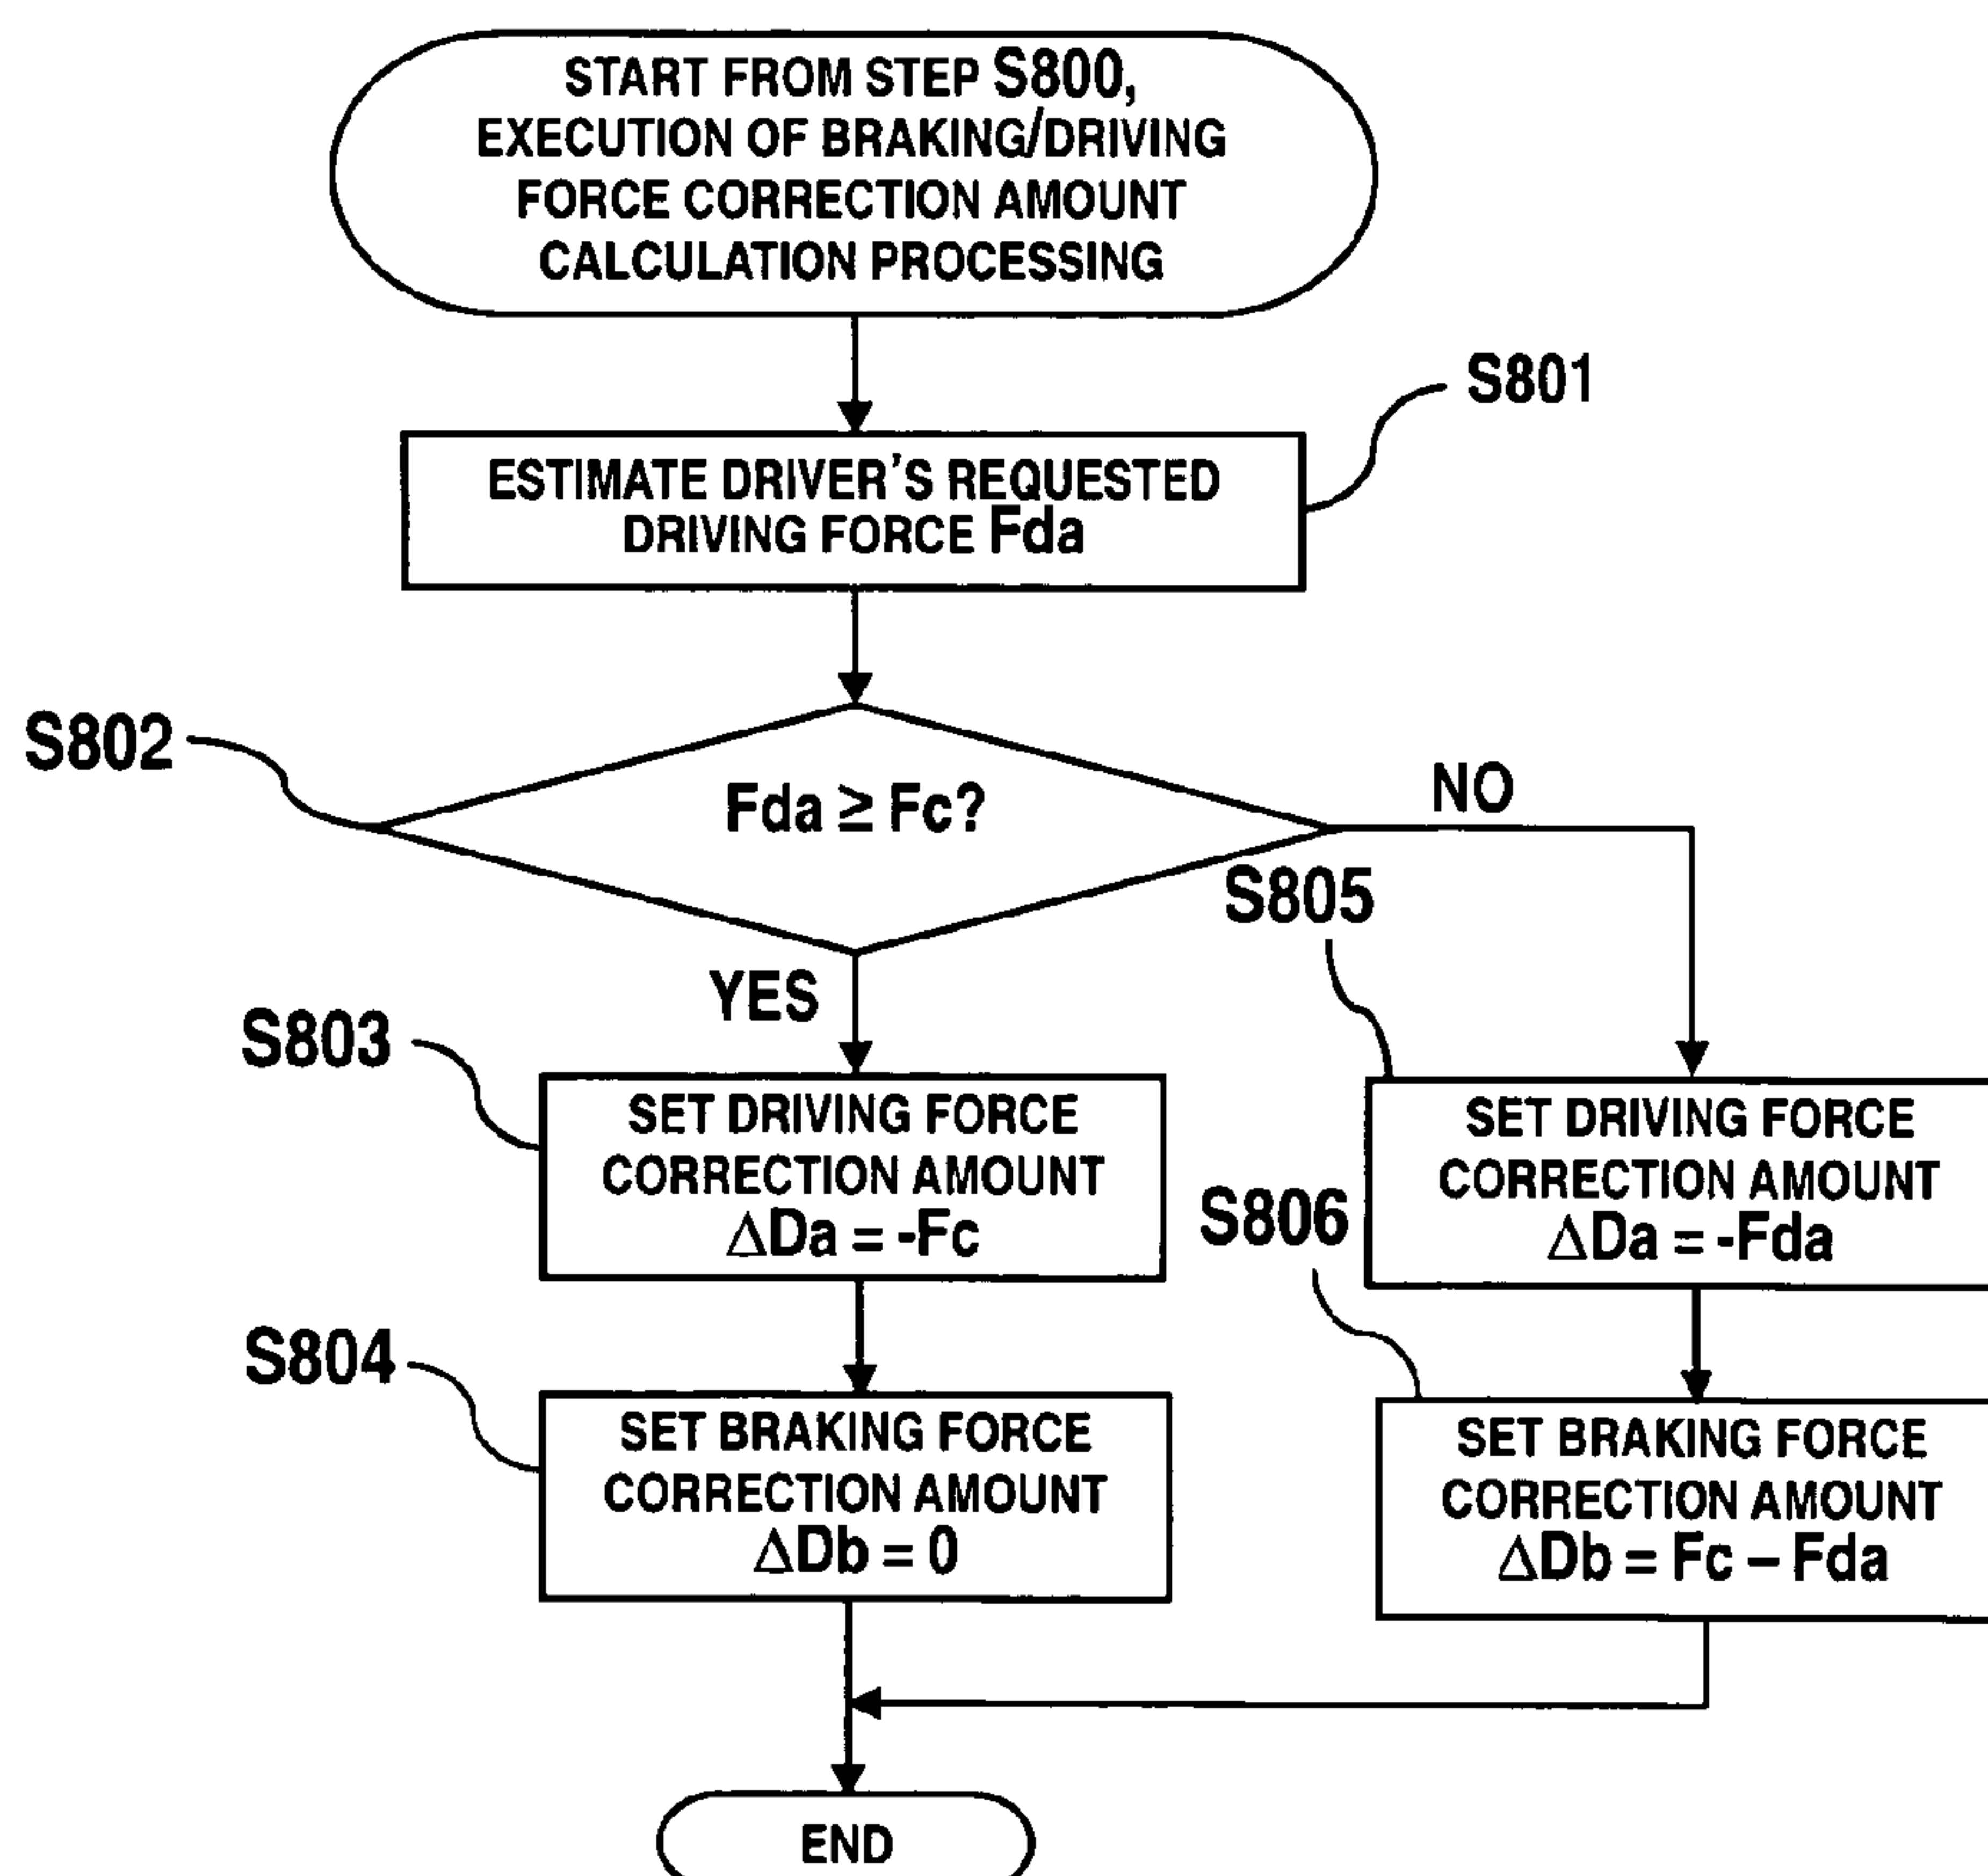 START FROM STEP S800,
EXECUTION OF BRAKING/DRIVING
FORCE CORRECTION AMOUNT
CALCULATION PROCESSING
S801
ESTIMATE DRIVER'S REQUESTED
DRIVING FORCE Fda
S802
Fda ≥ Fc?
NO
YES
S803
SET DRIVING FORCE
CORRECTION AMOUNT
ΔDa = -Fc
S804
SET BRAKING FORCE
CORRECTION AMOUNT
ΔDb = 0
S805
SET DRIVING FORCE
CORRECTION AMOUNT
ΔDa = -Fda
S806
SET BRAKING FORCE
CORRECTION AMOUNT
ΔDb = Fc – Fda
END